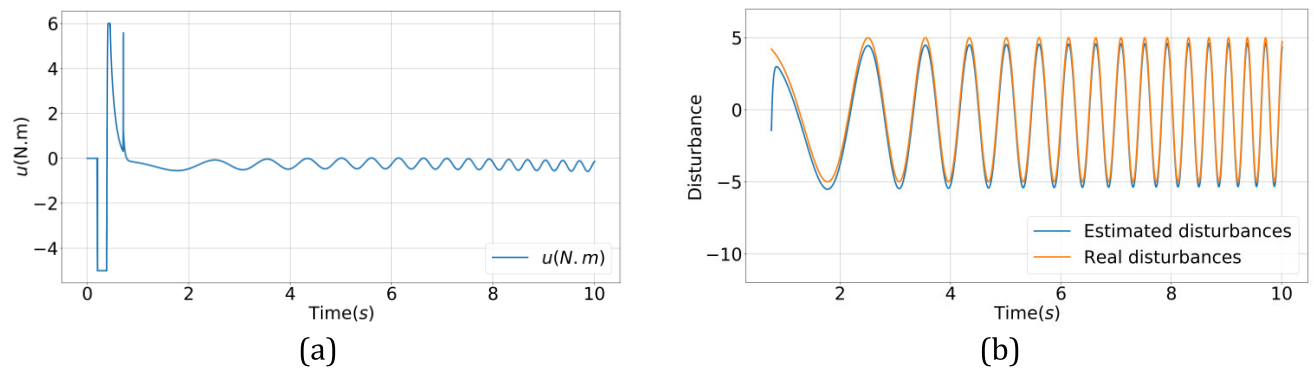 6
4
2
0
−2
−4
u(N.m)
0
2
4
6
8
10
Time(s)
u(N.m)
(a)
5
0
−5
−10
Disturbance
2
4
6
8
10
Time(s)
Estimated disturbances
Real disturbances
(b)